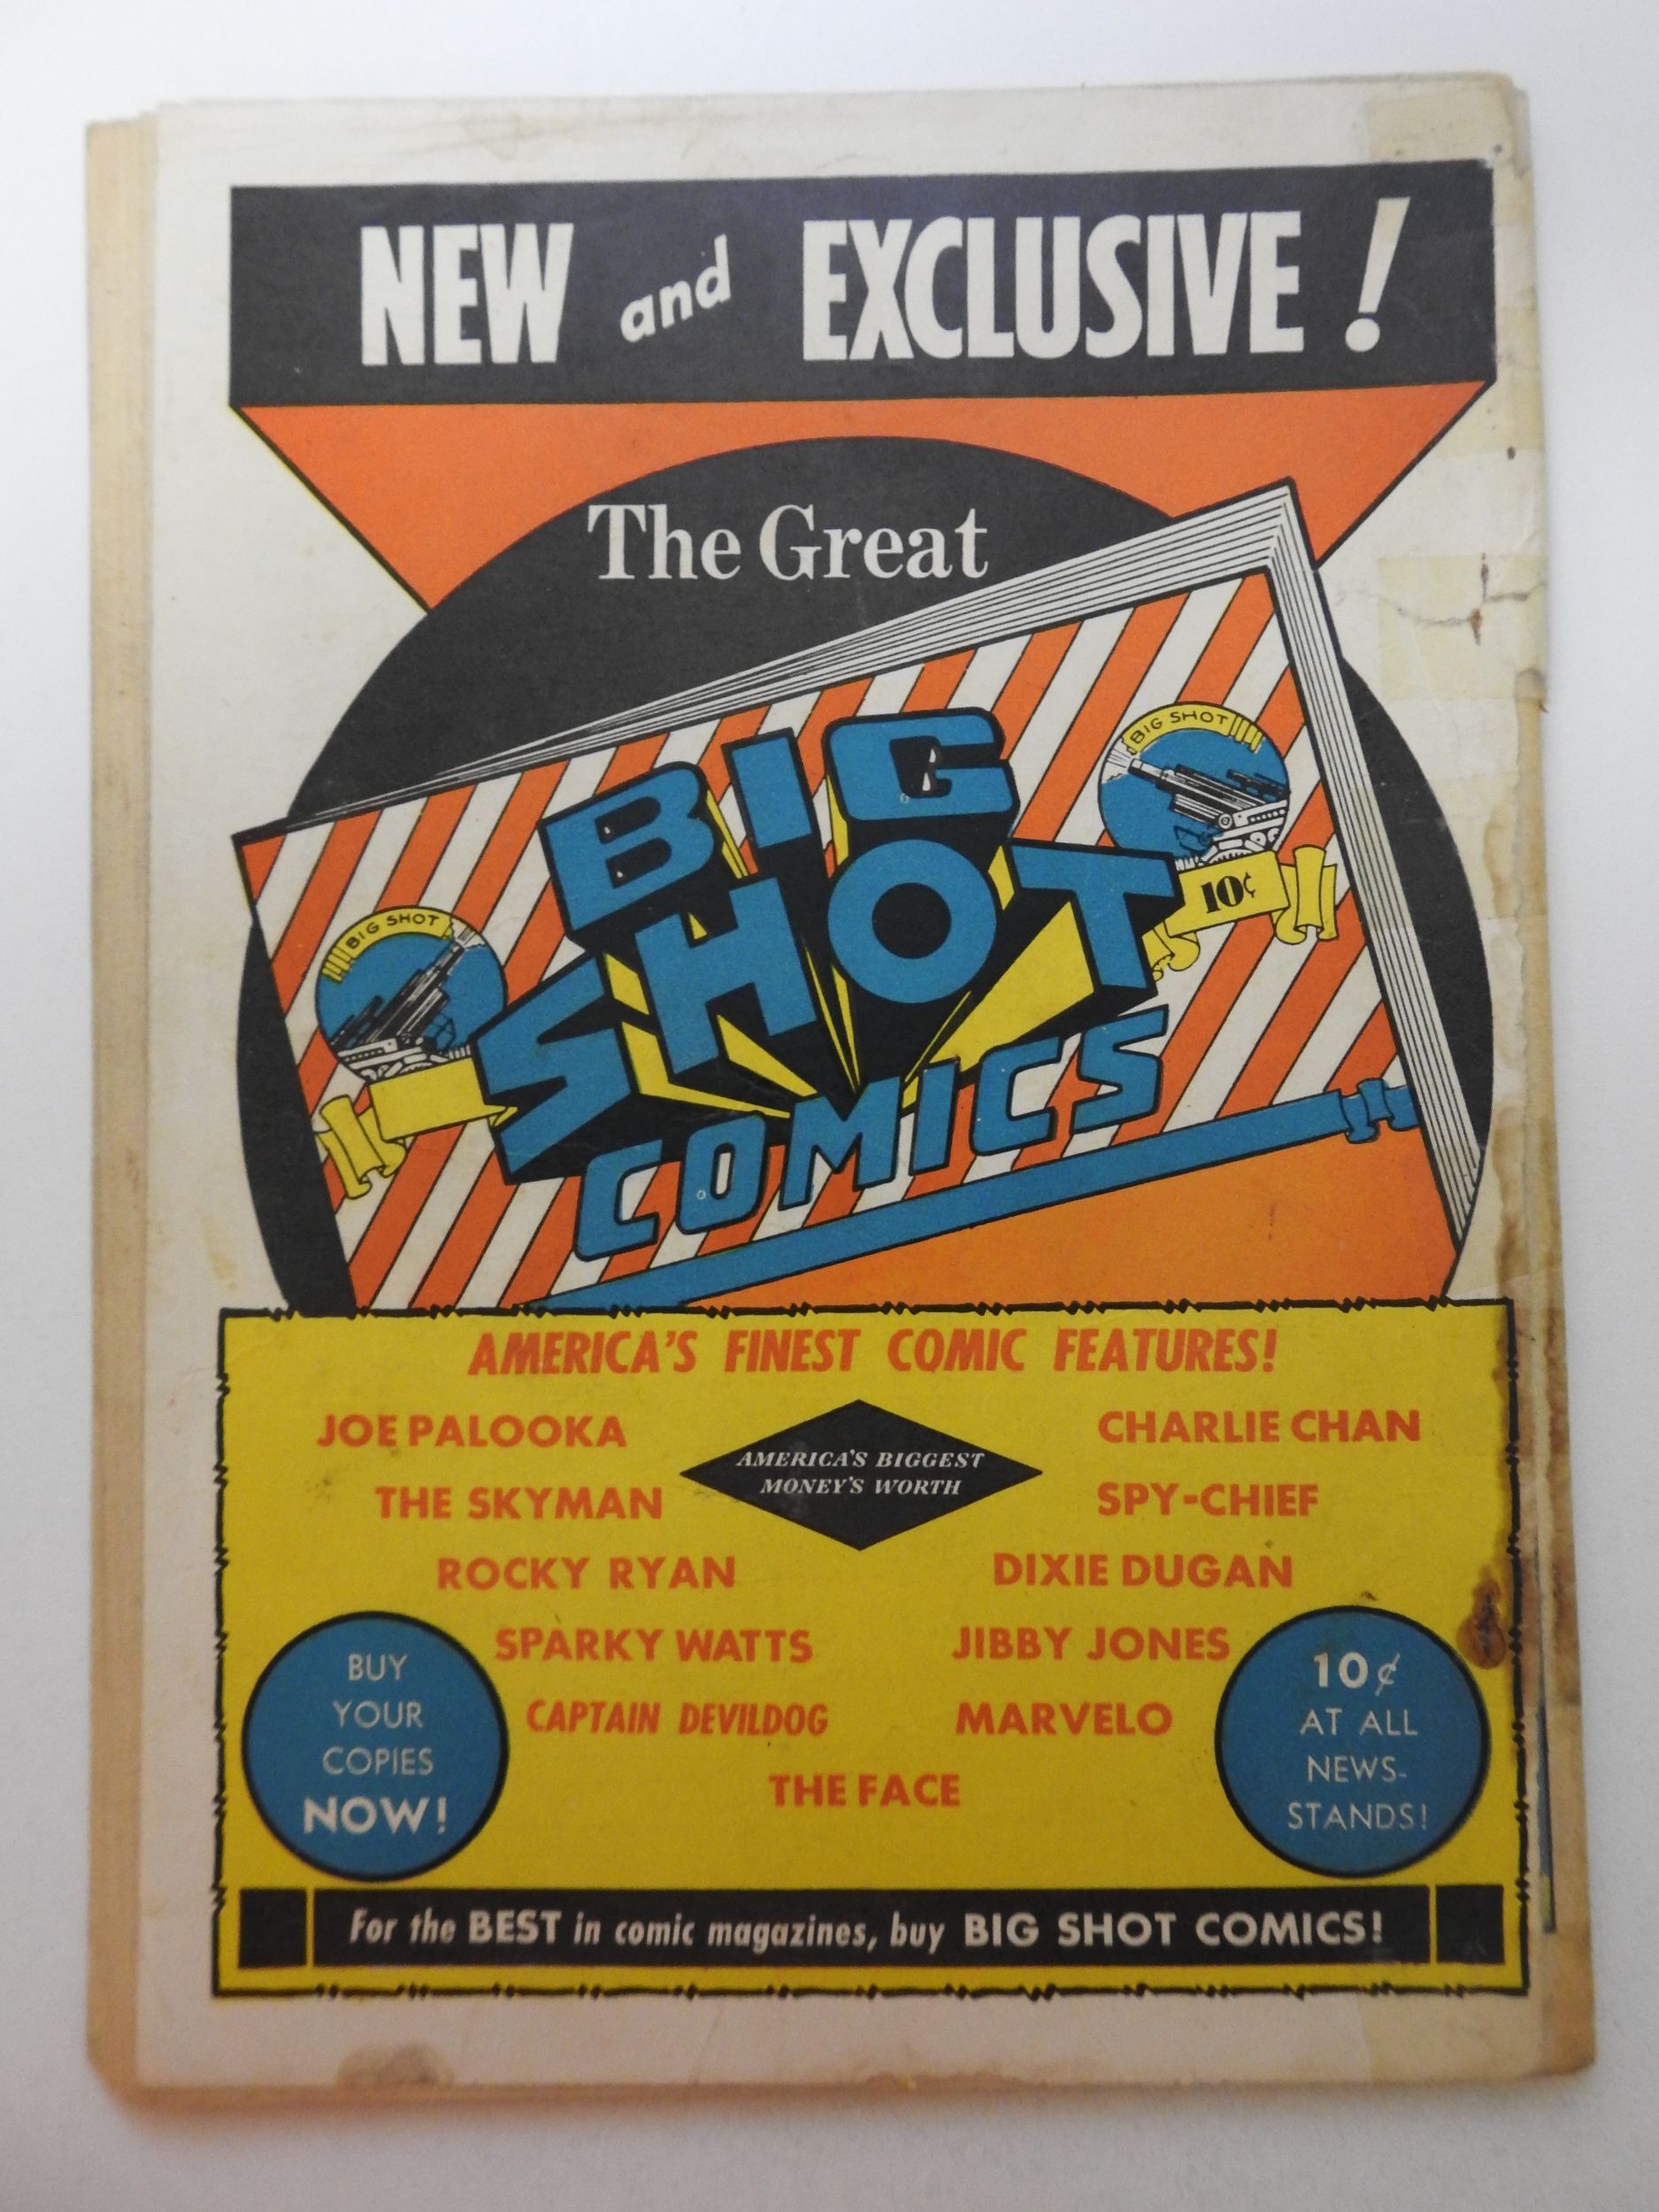 NEW and EXCLUSIVE!
The Great
BIG SHOT
BIG
SHOT
COMICS
10¢
BIG SHOT
AMERICA'S FINEST COMIC FEATURES!
JOE PALOOKA
CHARLIE CHAN
AMERICA'S BIGGEST
MONEY'S WORTH
THE SKYMAN
SPY-CHIEF
ROCKY RYAN
DIXIE DUGAN
SPARKY WATTS
JIBBY JONES
CAPTAIN DEVILDOG
MARVELO
THE FACE
BUY
YOUR
COPIES
NOW!
10¢
AT ALL
NEWS-
STANDS!
For the BEST in comic magazines, buy BIG SHOT COMICS!